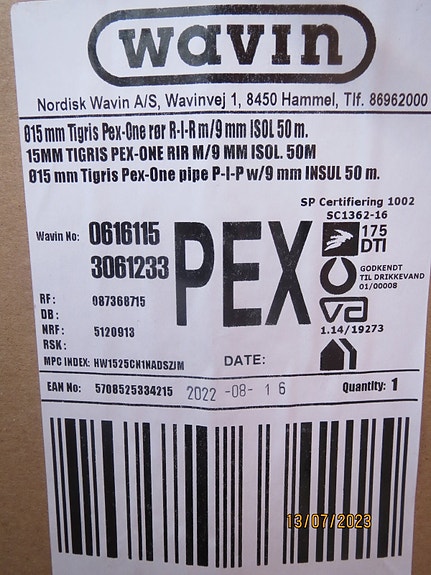 wavin
Nordisk Wavin A/S, Wavinvej 1, 8450 Hammel, Tlf. 86962000
Ø15 mm Tigris Pex-One rør R-I-R m/9 mm ISOL 50 m.
15MM TIGRIS PEX-ONE RIR M/9 MM ISOL. 50M
Ø15 mm Tigris Pex-One pipe P-I-P w/9 mm INSUL 50 m.
SP Certifiering 1002
SC1362-16
Wavin No: 0616115
3061233
PEX
175
DTI
GODKENDT
TIL DRIKKEVAND
01/00008
va
1.14/19273
RF: 087368715
DB:
NRF: 5120913
RSK:
MPC INDEX: HW1525CN1NADSZJM
DATE:
EAN No: 5708525334215
2022 -08- 16
Quantity: 1
13/07/2023